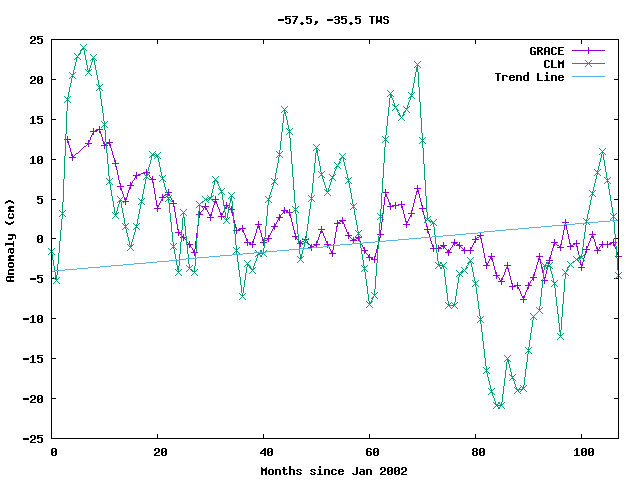 -57.5, -35.5 TWS
GRACE
CLM
Trend Line
25
20
15
10
5
0
-5
-10
-15
-20
-25
Anomaly (cm)
0 20 40 60 80 100
Months since Jan 2002